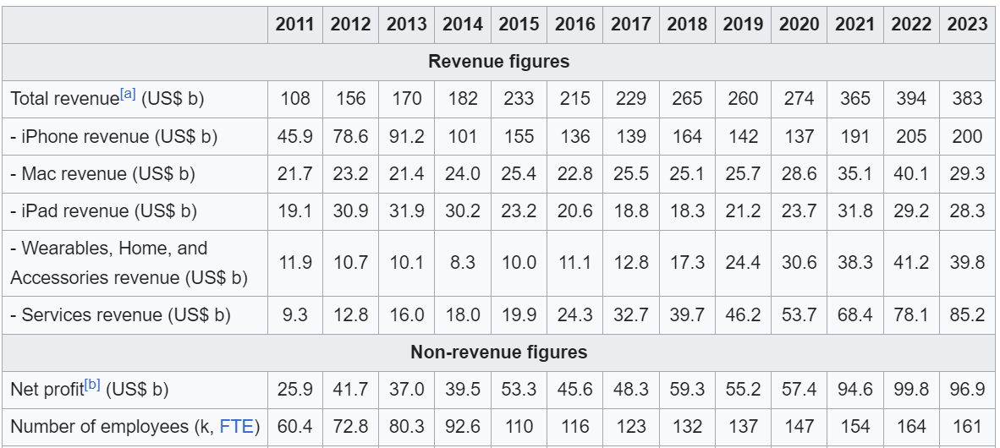 2011 2012 2013 2014 2015 2016 2017 2018 2019 2020 2021 2022 2023
Revenue figures
Total revenue[a] (US$ b) 108 156 170 182 233 215 229 265 260 274 365 394 383
- iPhone revenue (US$ b) 45.9 78.6 91.2 101 155 136 139 164 142 137 191 205 200
- Mac revenue (US$ b) 21.7 23.2 21.4 24.0 25.4 22.8 25.5 25.1 25.7 28.6 35.1 40.1 29.3
- iPad revenue (US$ b) 19.1 30.9 31.9 30.2 23.2 20.6 18.8 18.3 21.2 23.7 31.8 29.2 28.3
- Wearables, Home, and
Accessories revenue (US$ b) 11.9 10.7 10.1 8.3 10.0 11.1 12.8 17.3 24.4 30.6 38.3 41.2 39.8
- Services revenue (US$ b) 9.3 12.8 16.0 18.0 19.9 24.3 32.7 39.7 46.2 53.7 68.4 78.1 85.2
Non-revenue figures
Net profit[b] (US$ b) 25.9 41.7 37.0 39.5 53.3 45.6 48.3 59.3 55.2 57.4 94.6 99.8 96.9
Number of employees (k, FTE) 60.4 72.8 80.3 92.6 110 116 123 132 137 147 154 164 161